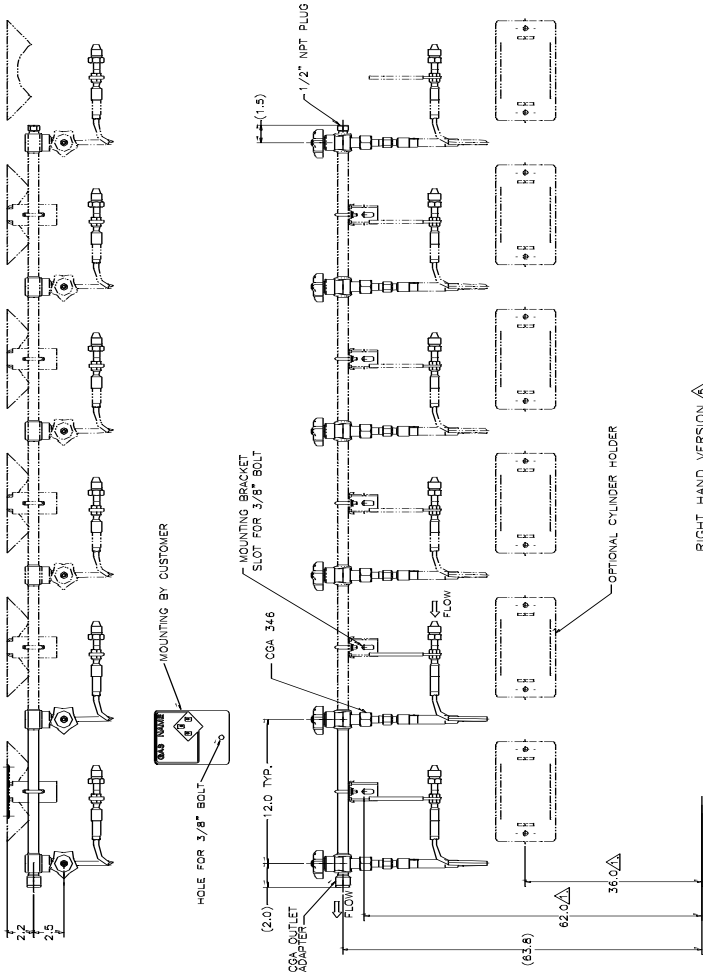 2.2
2.5
HOLE FOR 3/8" BOLT
MOUNTING BY CUSTOMER
GAS NAME
(1.5)
1/2" NPT PLUG
MOUNTING BRACKET
SLOT FOR 3/8" BOLT
CGA 346
FLOW
12.0 TYP.
(2.0)
CGA OUTLET
ADAPTER
FLOW
OPTIONAL CYLINDER HOLDER
36.0 1.
62.0 1.
(63.8)
RIGHT HAND VERSION